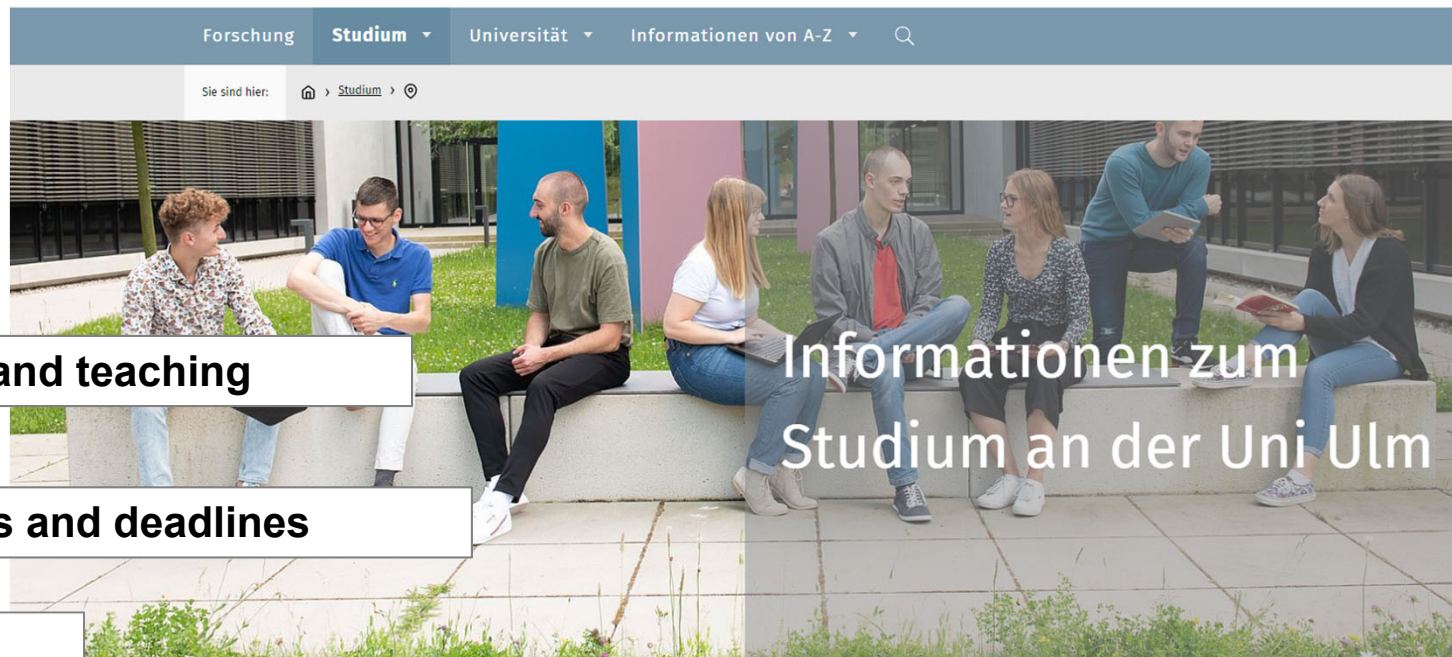 Forschung Studium Universität Informationen von A-Z
Sie sind hier: > Studium >
Informationen zum
Studium an der Uni Ulm
and teaching
s and deadlines